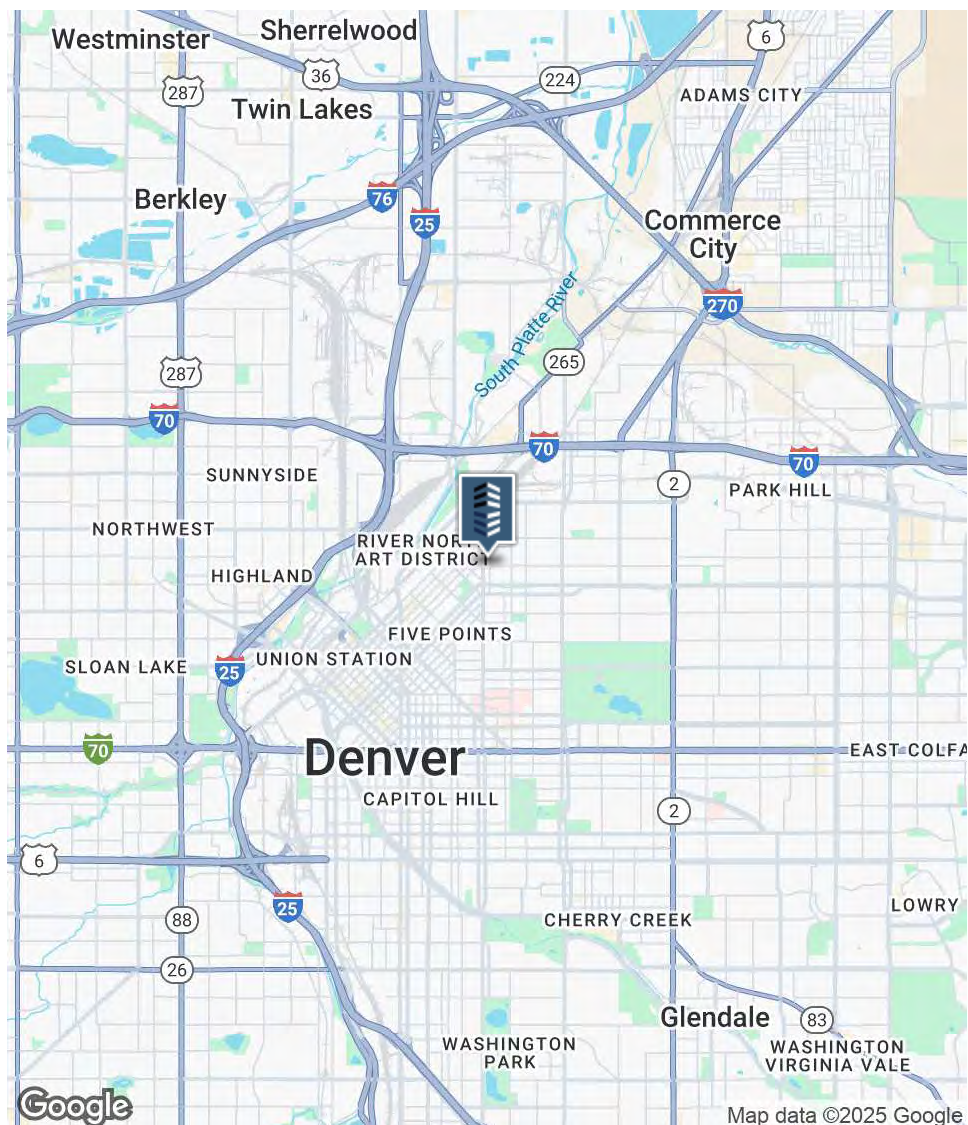 Westminster
Sherrelwood
6
36
224
287
ADAMS CITY
Twin Lakes
Berkley
76
25
Commerce
City
South Platte River
270
265
287
70
70
70
SUNNYSIDE
2
PARK HILL
NORTHWEST
RIVER NORT
ART DISTRICT
HIGHLAND
FIVE POINTS
UNION STATION
SLOAN LAKE
25
70
Denver
EAST COLFA
CAPITOL HILL
2
6
25
88
CHERRY CREEK
LOWRY
26
Glendale
83
WASHINGTON
PARK
WASHINGTON
VIRGINIA VALE
Google
Map data ©2025 Google